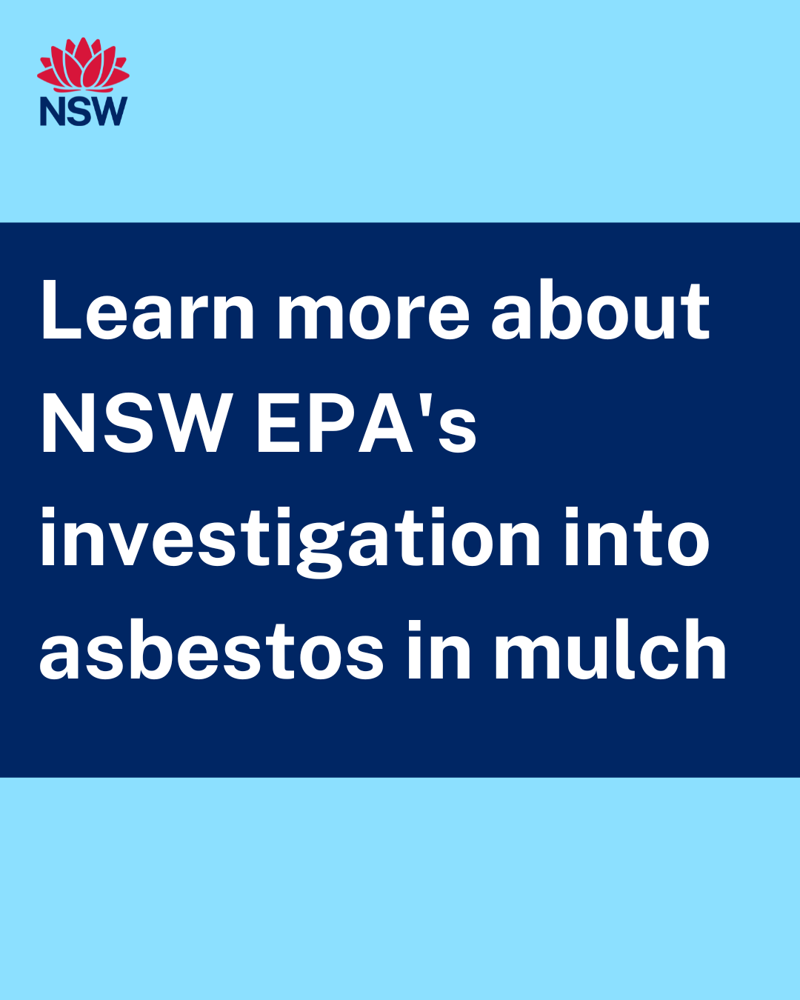 NSW
Learn more about
NSW EPA's
investigation into
asbestos in mulch